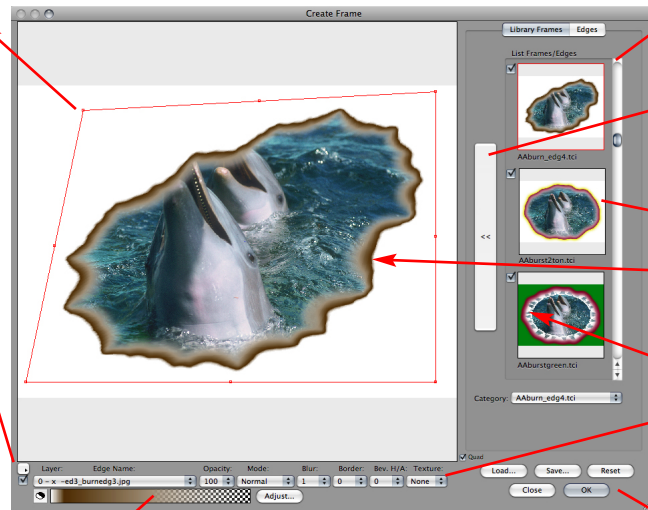 Create Frame
Library Frames Edges
List Frames/Edges
AAburn_edg4.tci
<<
AAburst2ton.tci
AAburstgreen.tci
Category: AAburn_edg4.tci
Quad
Layer: Edge Name: Opacity: Mode: Blur: Border: Bev. H/A: Texture:
0 - x -ed3_burnedg3.jpg 100 Normal 1 0 0 None
Adjust...
Load... Save... Reset
Close OK